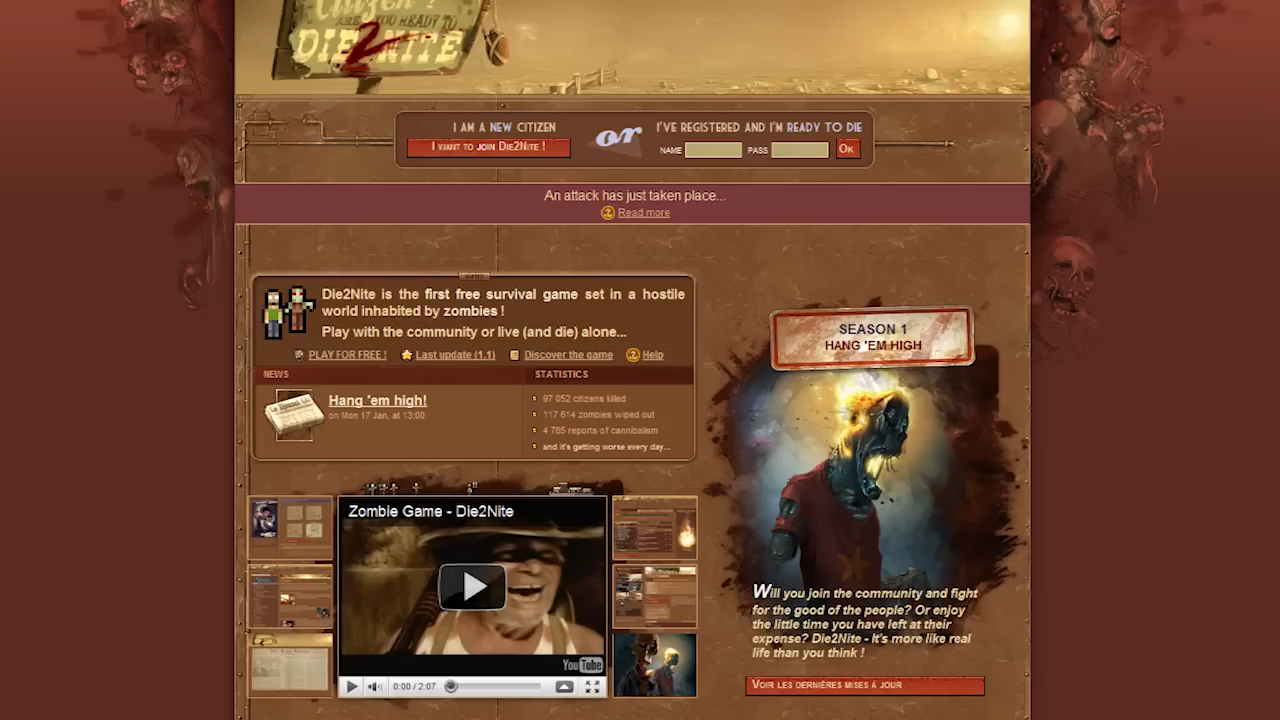 Citizen !
ARE YOU READY TO
DIE2NITE
I AM A NEW CITIZEN
I WANT TO JOIN DIE2NITE !
or
I'VE REGISTERED AND I'M READY TO DIE
NAME
PASS
OK
An attack has just taken place...
Read more
Die2Nite is the first free survival game set in a hostile
world inhabited by zombies !
Play with the community or live (and die) alone...
PLAY FOR FREE !
Last update (1.1)
Discover the game
Help
NEWS
Hang 'em high!
on Mon 17 Jan, at 13:00
STATISTICS
97 052 citizens killed
117 614 zombies wiped out
4 785 reports of cannibalism
and it's getting worse every day...
SEASON 1
HANG 'EM HIGH
Zombie Game - Die2Nite
YouTube
0:00 / 2:07
Will you join the community and fight
for the good of the people? Or enjoy
the little time you have left at their
expense? Die2Nite - It's more like real
life than you think !
VOIR LES DERNIÈRES MISES À JOUR